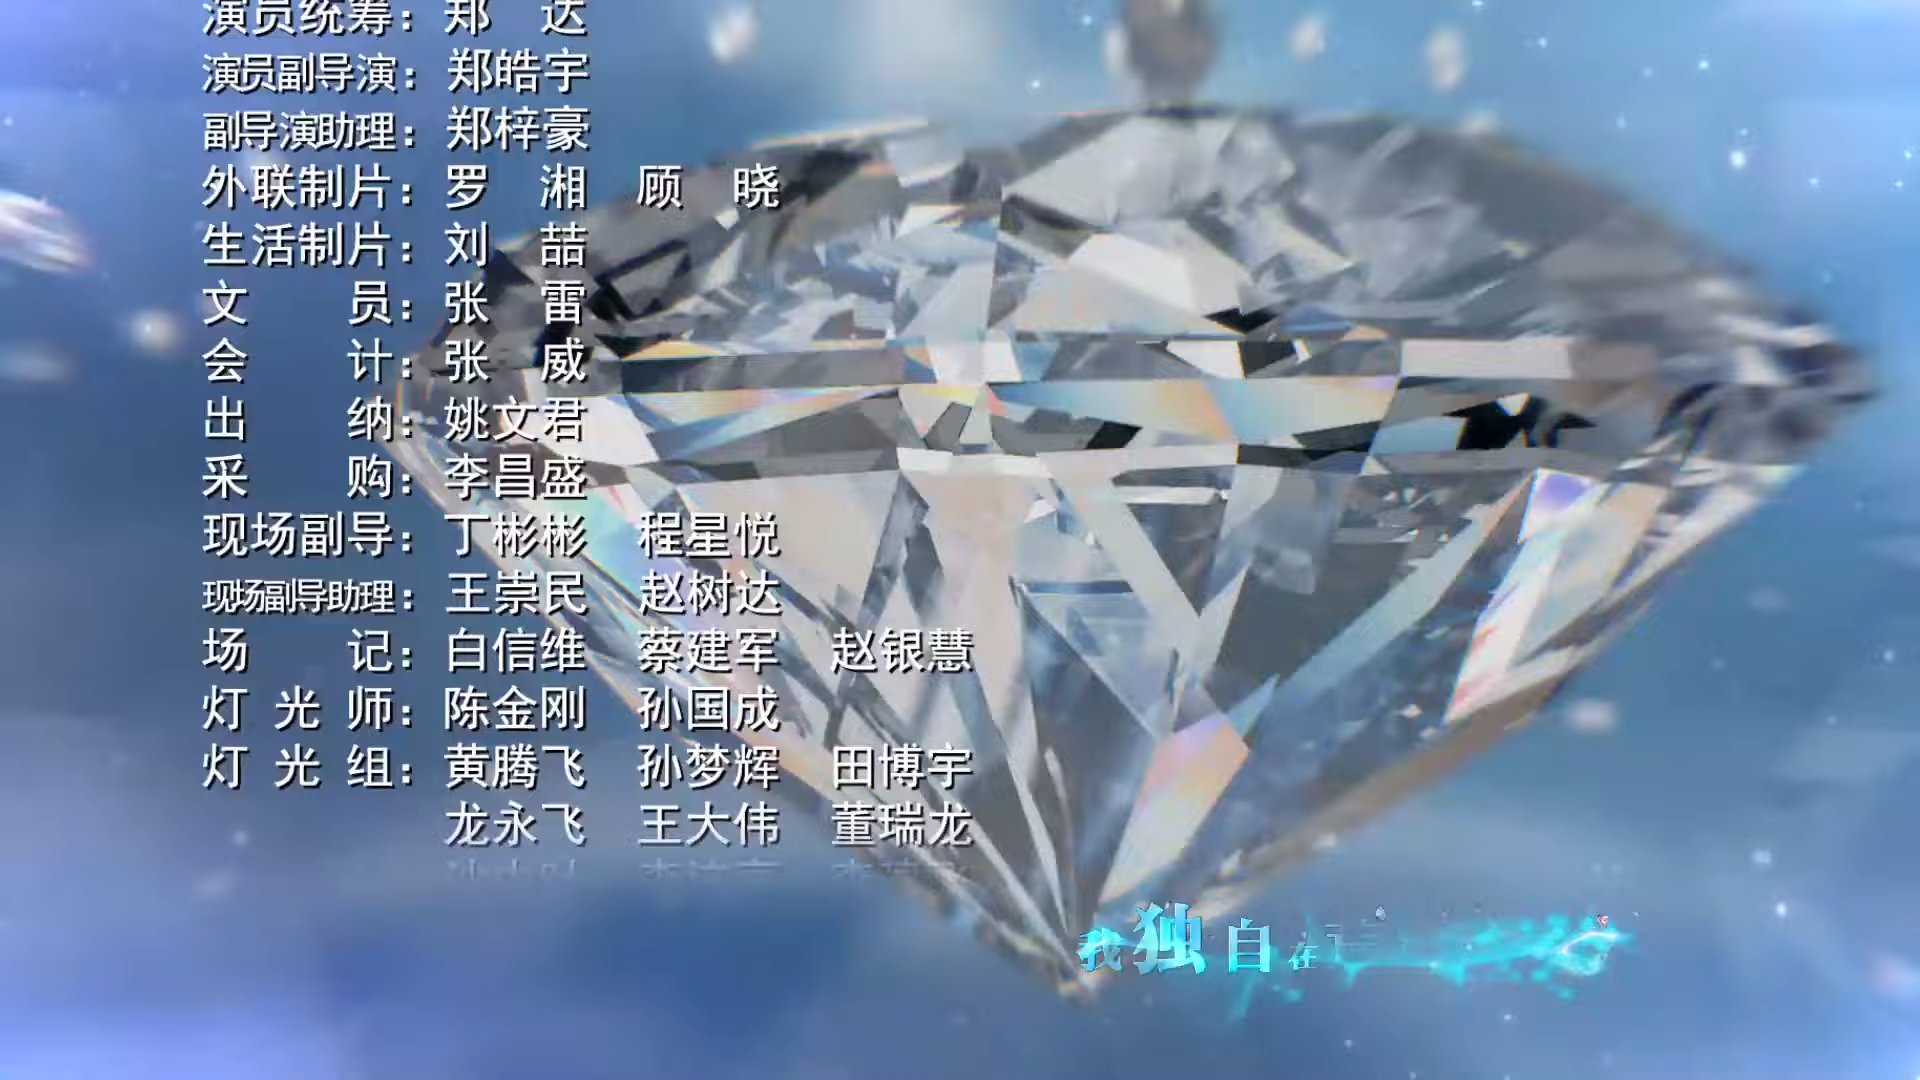 演员统筹：郑　达
演员副导演：郑皓宇
副导演助理：郑梓豪
外联制片：罗　湘　顾　晓
生活制片：刘　喆
文　　员：张　雷
会　　计：张　威
出　　纳：姚文君
采　　购：李昌盛
现场副导：丁彬彬　程星悦
现场副导助理：王崇民　赵树达
场　　记：白信维　蔡建军　赵银慧
灯 光 师：陈金刚　孙国成
灯 光 组：黄腾飞　孙梦辉　田博宇
龙永飞　王大伟　董瑞龙
我独自在